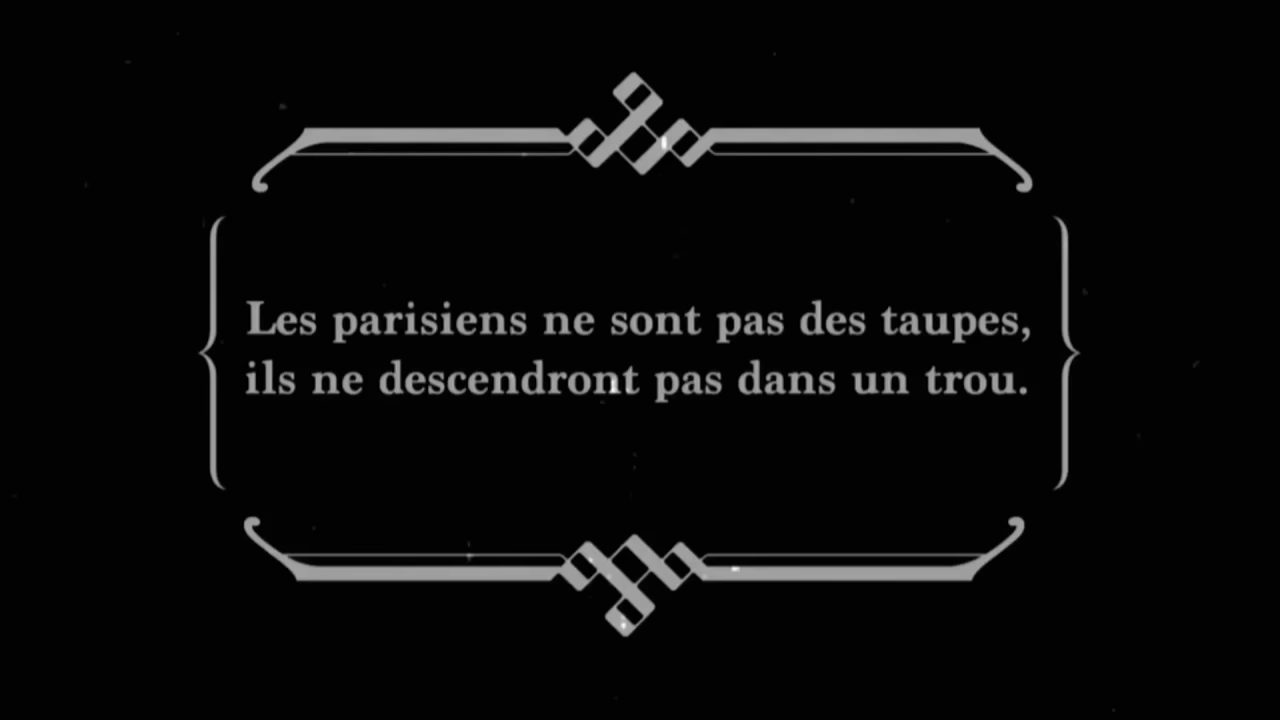 Les parisiens ne sont pas des taupes,
ils ne descendront pas dans un trou.